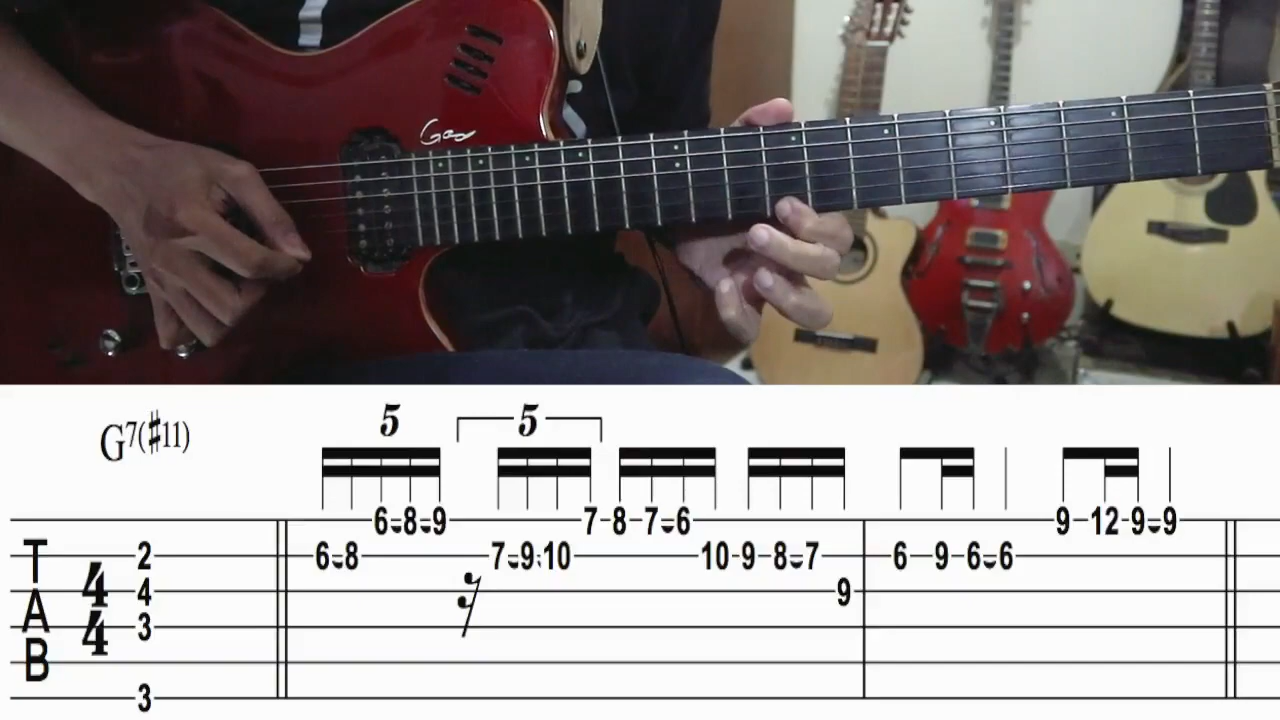 G7(♯11) 5 5
6 8 9 7 8 7 6 9 12 9 9
T 2 6 8 7 9 10 10 9 8 7 6 9 6 6
4 4 9
A 4 3
B
3